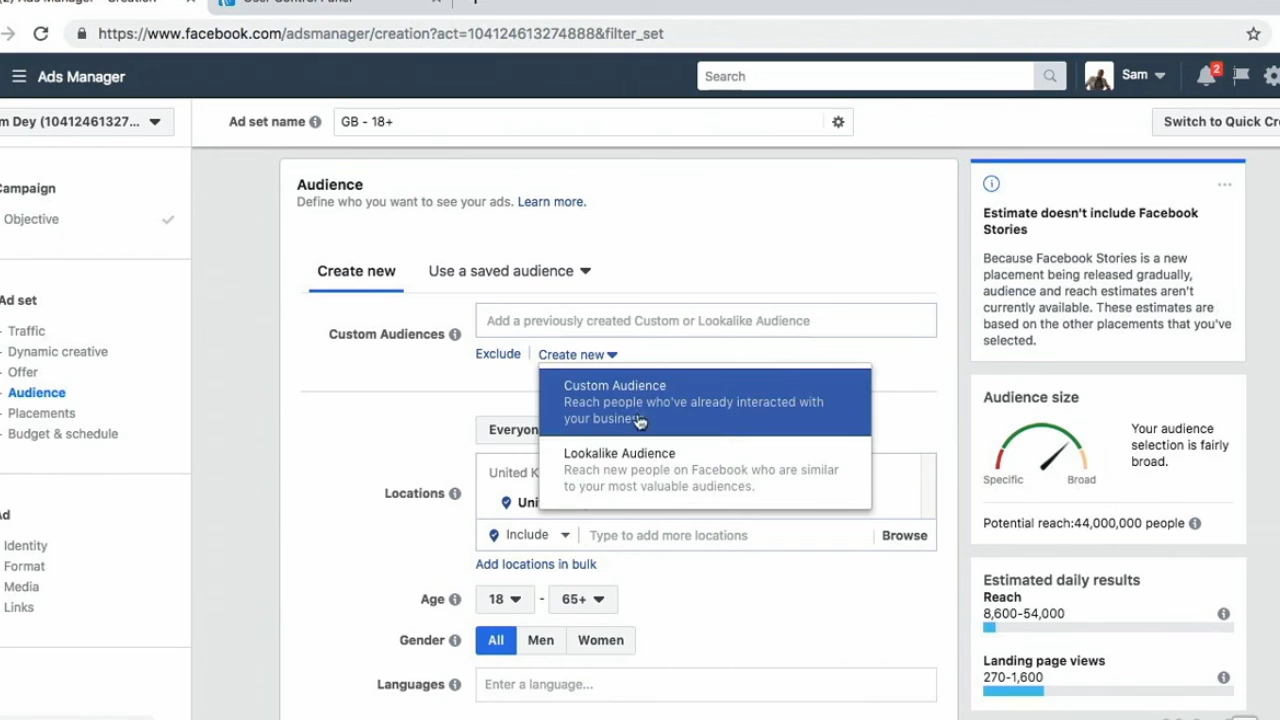 https://www.facebook.com/adsmanager/creation?act=104124613274888&filter_set
Ads Manager
Search
Sam
2
m Dey (10412461327...
Ad set name
GB - 18+
Switch to Quick Cr
Campaign
Objective
Ad set
Traffic
Dynamic creative
Offer
Audience
Placements
Budget & schedule
d
Identity
Format
Media
Links
Audience
Define who you want to see your ads. Learn more.
Create new
Use a saved audience
Custom Audiences
Add a previously created Custom or Lookalike Audience
Exclude
Create new
Custom Audience
Reach people who've already interacted with
your business
Lookalike Audience
Reach new people on Facebook who are similar
to your most valuable audiences.
Everyon
Locations
United K
Uni
Include
Type to add more locations
Browse
Add locations in bulk
Age
18
-
65+
Gender
All
Men
Women
Languages
Enter a language...
Estimate doesn't include Facebook
Stories
Because Facebook Stories is a new
placement being released gradually,
audience and reach estimates aren't
currently available. These estimates are
based on the other placements that you've
selected.
Audience size
Your audience
selection is fairly
broad.
Specific
Broad
Potential reach:44,000,000 people
Estimated daily results
Reach
8,600-54,000
Landing page views
270-1,600